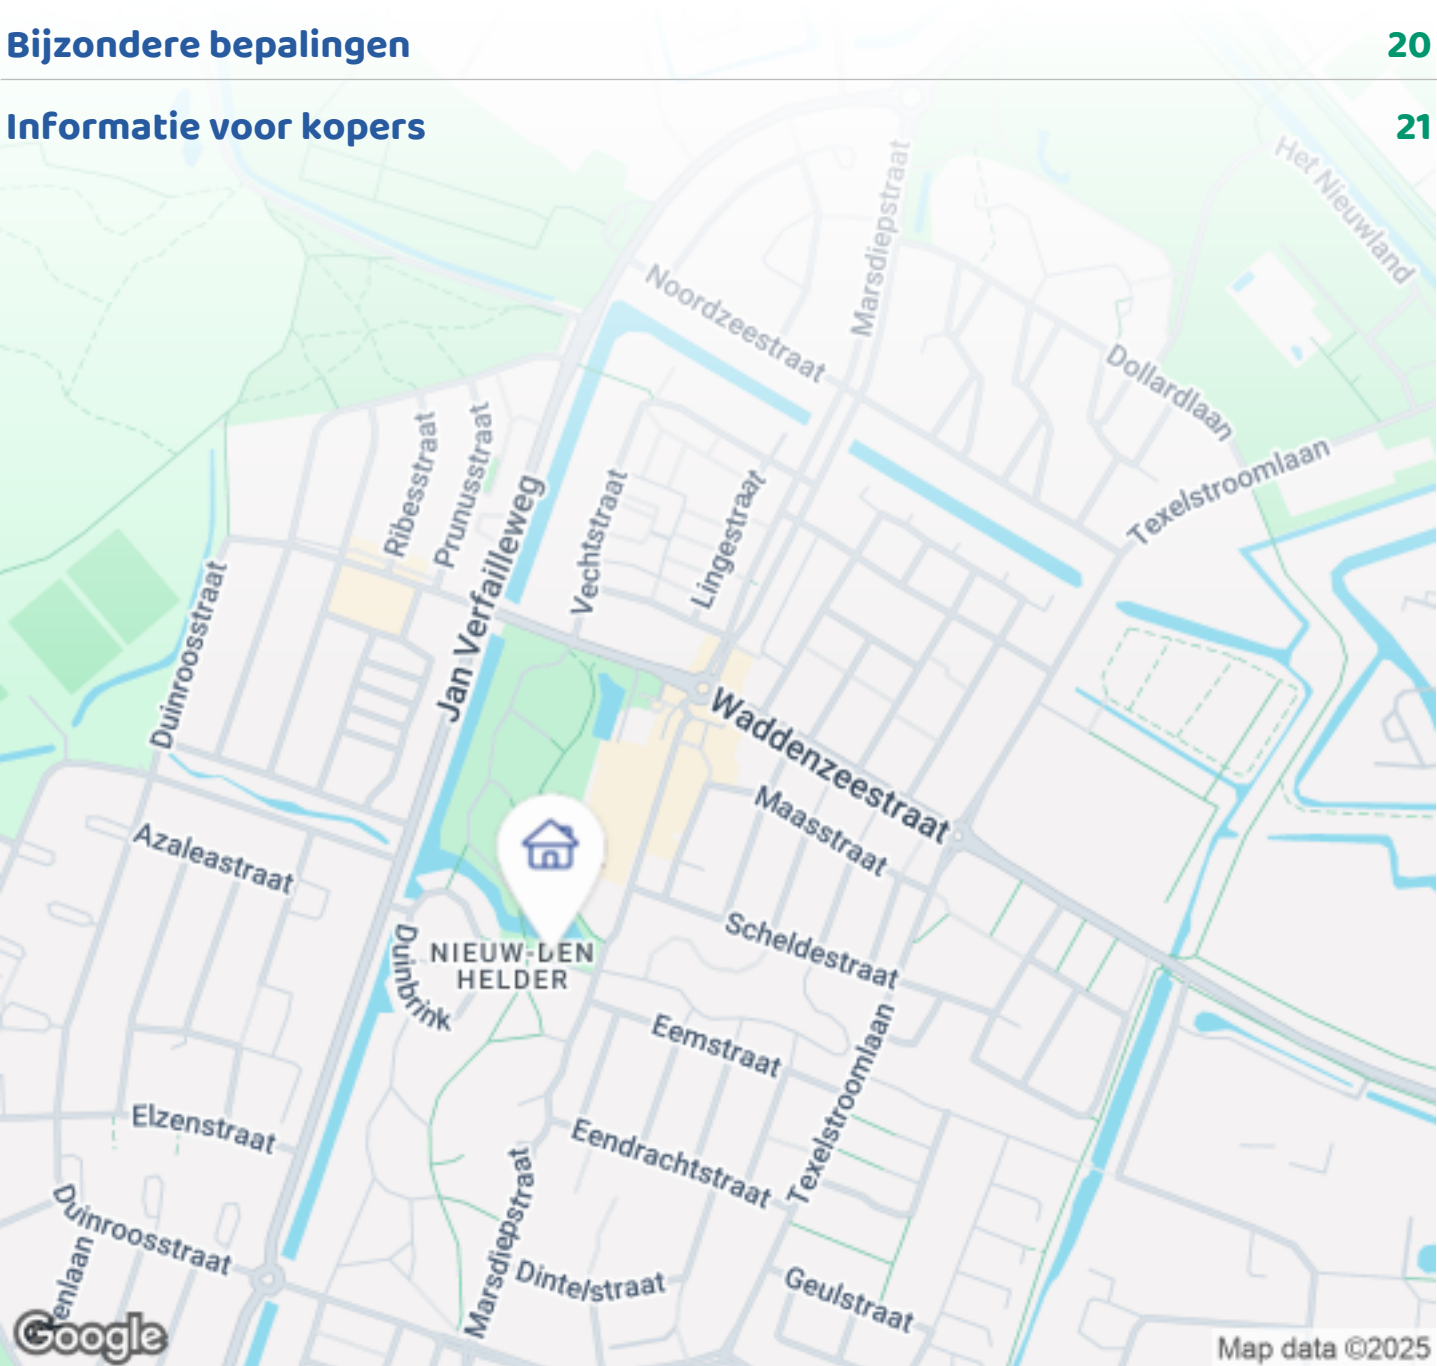 Bijzondere bepalingen 20
Informatie voor kopers 21
Het Nieuwland
Marsdiepstraat
Noordzeestraat
Dollardlaan
Texelstroomlaan
Ribesstraat
Prunusstraat
Jan Verfailleweg
Vechtstraat
Lingestraat
Duinroosstraat
Waddenzeestraat
Maasstraat
Azaleastraat
Scheldestraat
Duinbrink
NIEUW-DEN
HELDER
Eemstraat
Texelstroomlaan
Elzenstraat
Eendrachtstraat
Marsdiepstraat
Duinroosstraat
enlaan
Dintelstraat
Geulstraat
Google
Map data ©2025